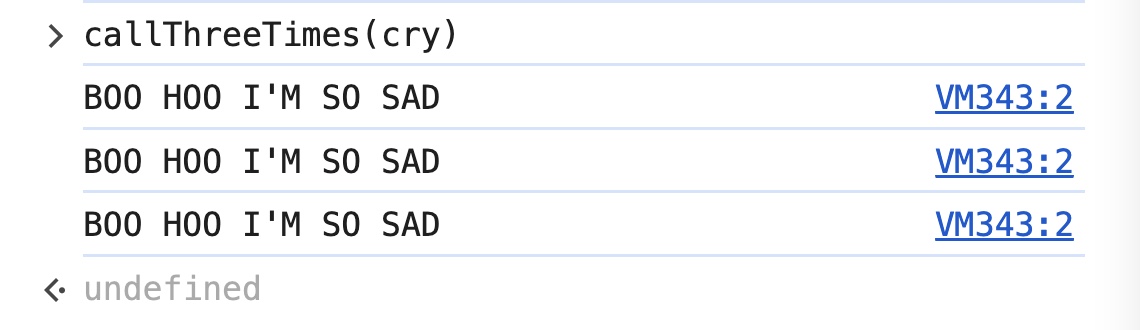 > callThreeTimes(cry)
BOO HOO I'M SO SAD VM343:2
BOO HOO I'M SO SAD VM343:2
BOO HOO I'M SO SAD VM343:2
undefined